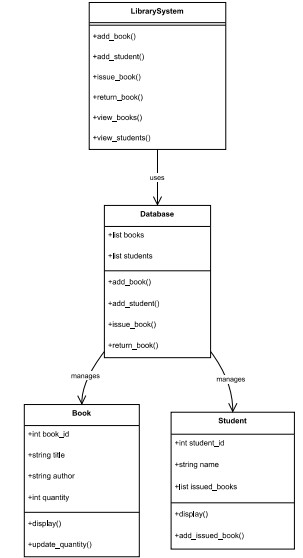 LibrarySystem
+add_book()
+add_student()
+issue_book()
+return_book()
+view_books()
+view_students()
uses
Database
+list books
+list students
+add_book()
+add_student()
+issue_book()
+return_book()
manages
manages
Book
+int book_id
+string title
+string author
+int quantity
+display()
+update_quantity()
Student
+int student_id
+string name
+list issued_books
+display()
+add_issued_book()